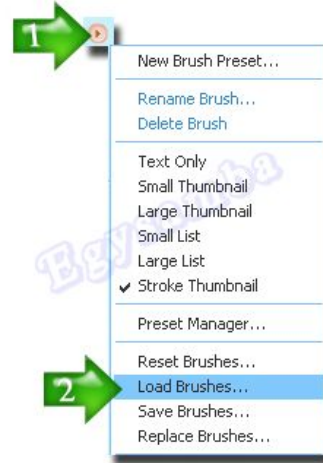 1
New Brush Preset...
Rename Brush...
Delete Brush
Text Only
Small Thumbnail
Large Thumbnail
Small List
Large List
Stroke Thumbnail
Preset Manager...
Reset Brushes...
2
Load Brushes...
Save Brushes...
Replace Brushes...